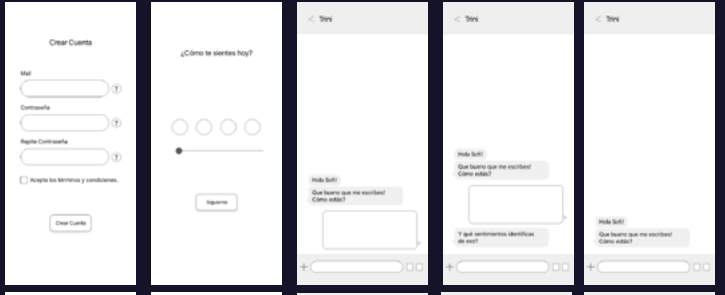 Crear Cuenta
Mail
?
Contraseña
?
Repite Contraseña
?
Acepta los términos y condiciones.
Crear Cuenta
¿Cómo te sientes hoy?
Siguiente
< Trini
Hola Sofi!
Que bueno que me escribes!
Cómo estás?
+
< Trini
Hola Sofi!
Que bueno que me escribes!
Cómo estás?
Y qué sentimientos identificas
de eso?
+
< Trini
Hola Sofi!
Que bueno que me escribes!
Cómo estás?
+